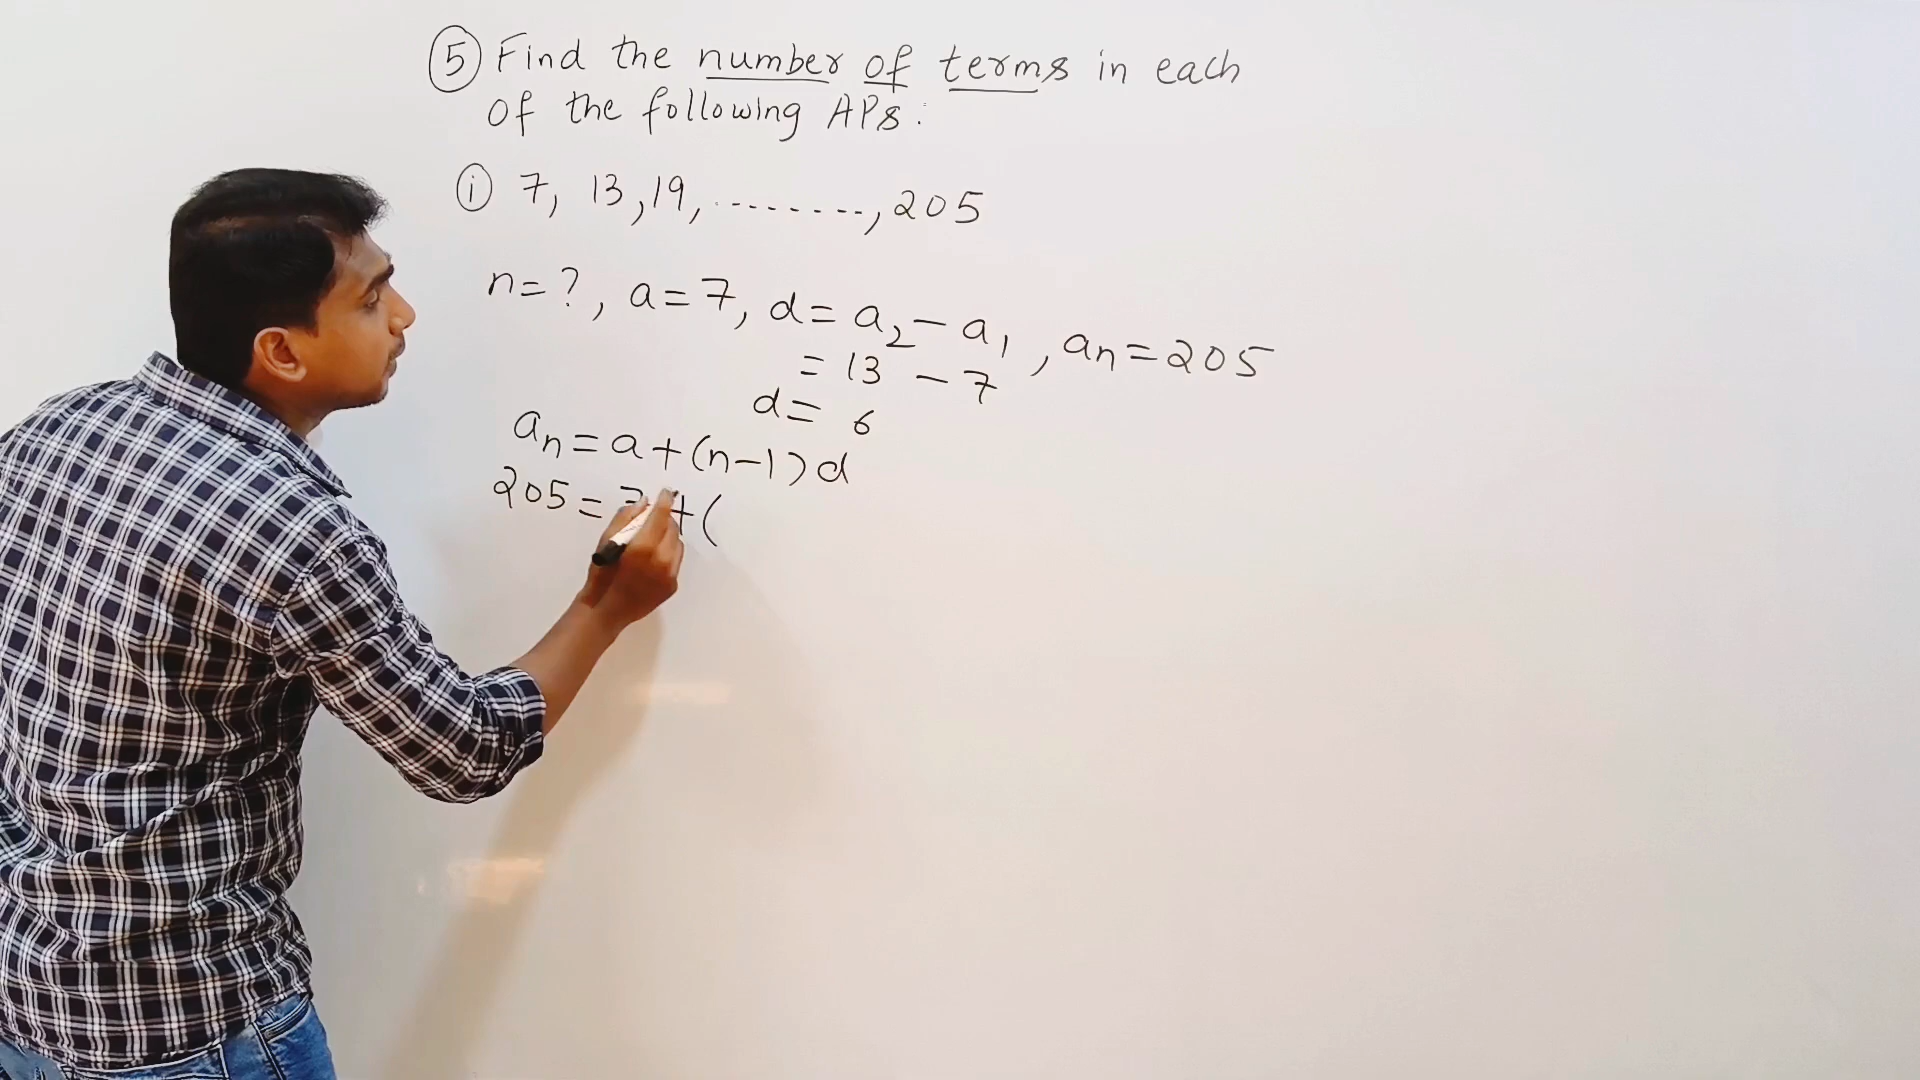 ⑤ Find the number of terms in each
of the following APs:
ⓘ 7, 13, 19, ........., 205
n = ?, a = 7, d = a₂ − a₁, aₙ = 205
= 13 − 7
d = 6
aₙ = a + (n−1)d
205 = 7 + (